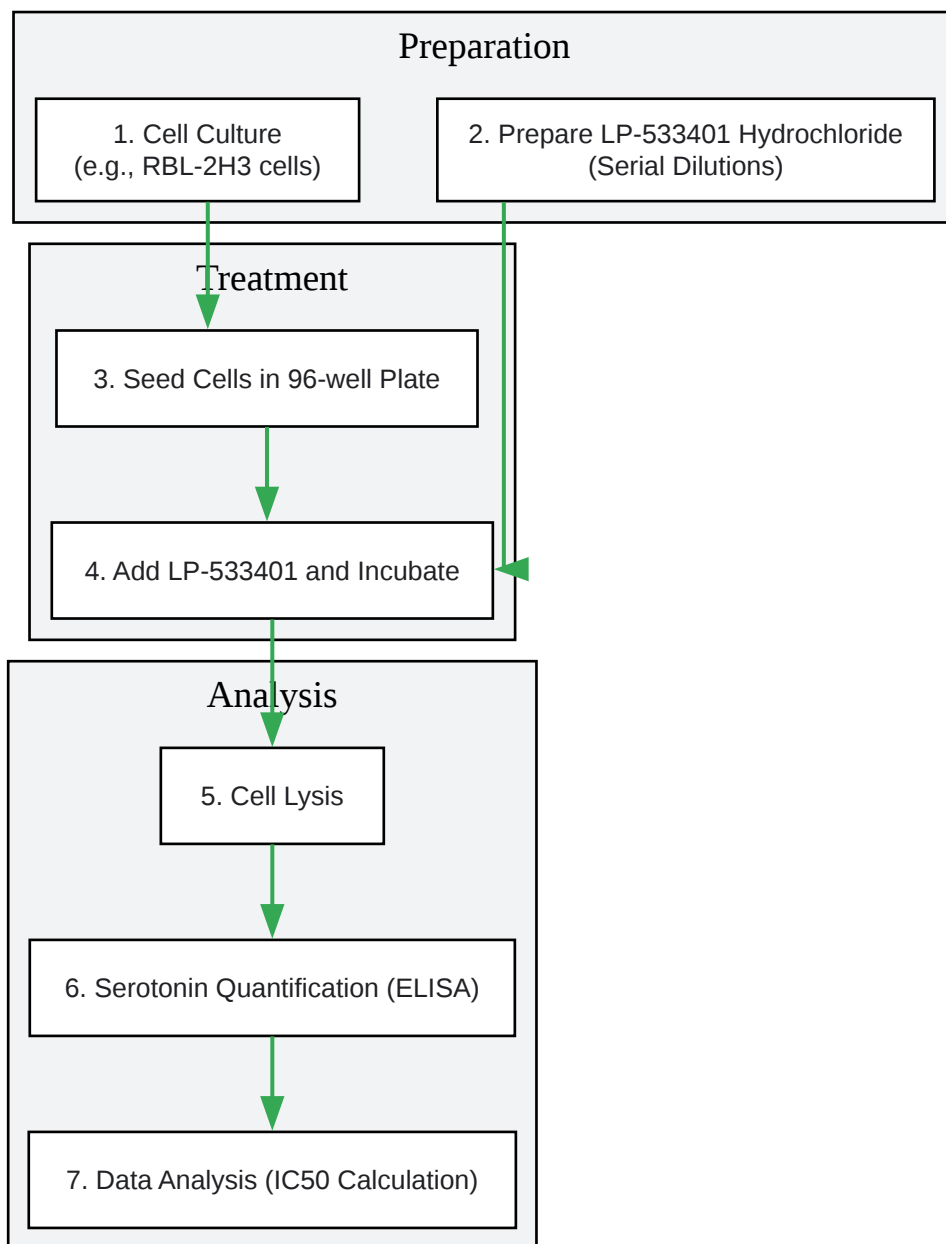 Preparation
1. Cell Culture
(e.g., RBL-2H3 cells)
2. Prepare LP-533401 Hydrochloride
(Serial Dilutions)
Treatment
3. Seed Cells in 96-well Plate
4. Add LP-533401 and Incubate
Analysis
5. Cell Lysis
6. Serotonin Quantification (ELISA)
7. Data Analysis (IC50 Calculation)